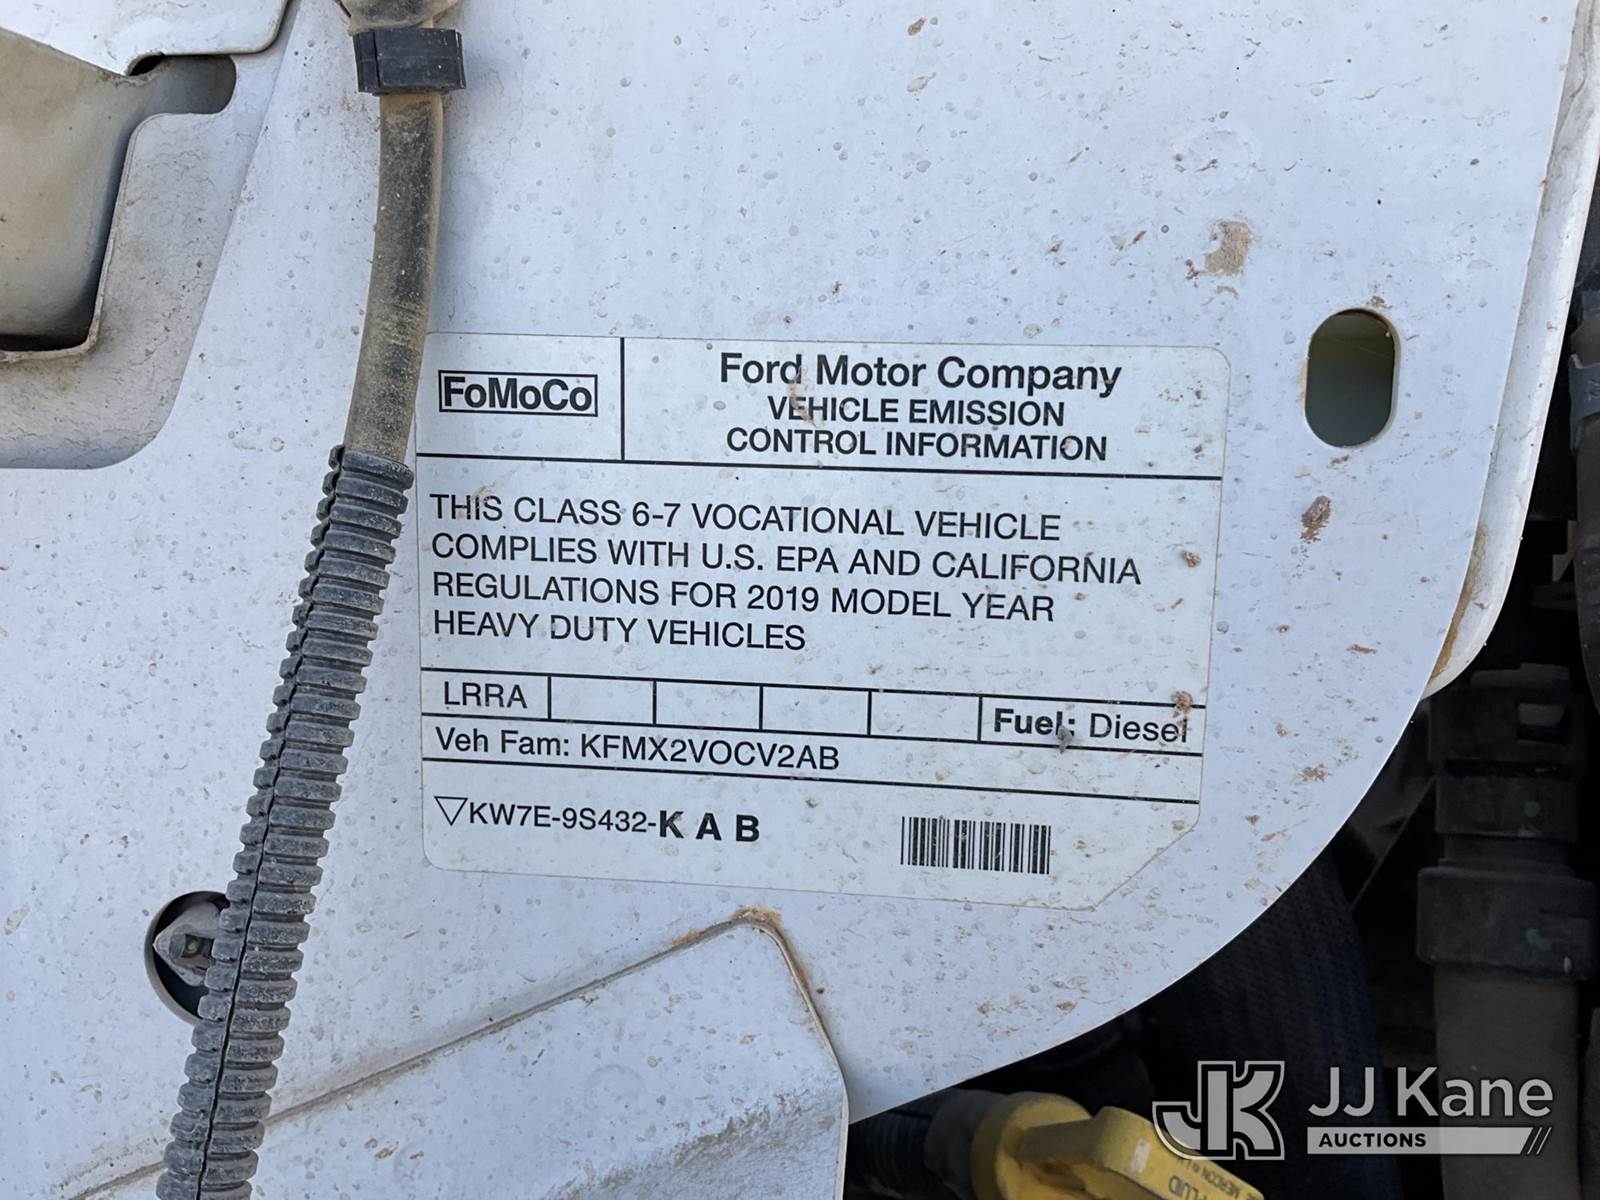 FoMoCo
Ford Motor Company
VEHICLE EMISSION
CONTROL INFORMATION
THIS CLASS 6-7 VOCATIONAL VEHICLE
COMPLIES WITH U.S. EPA AND CALIFORNIA
REGULATIONS FOR 2019 MODEL YEAR
HEAVY DUTY VEHICLES
LRRA
Fuel: Diesel
Veh Fam: KFMX2VOCV2AB
KW7E-9S432-K A B
JK
JJ Kane
AUCTIONS